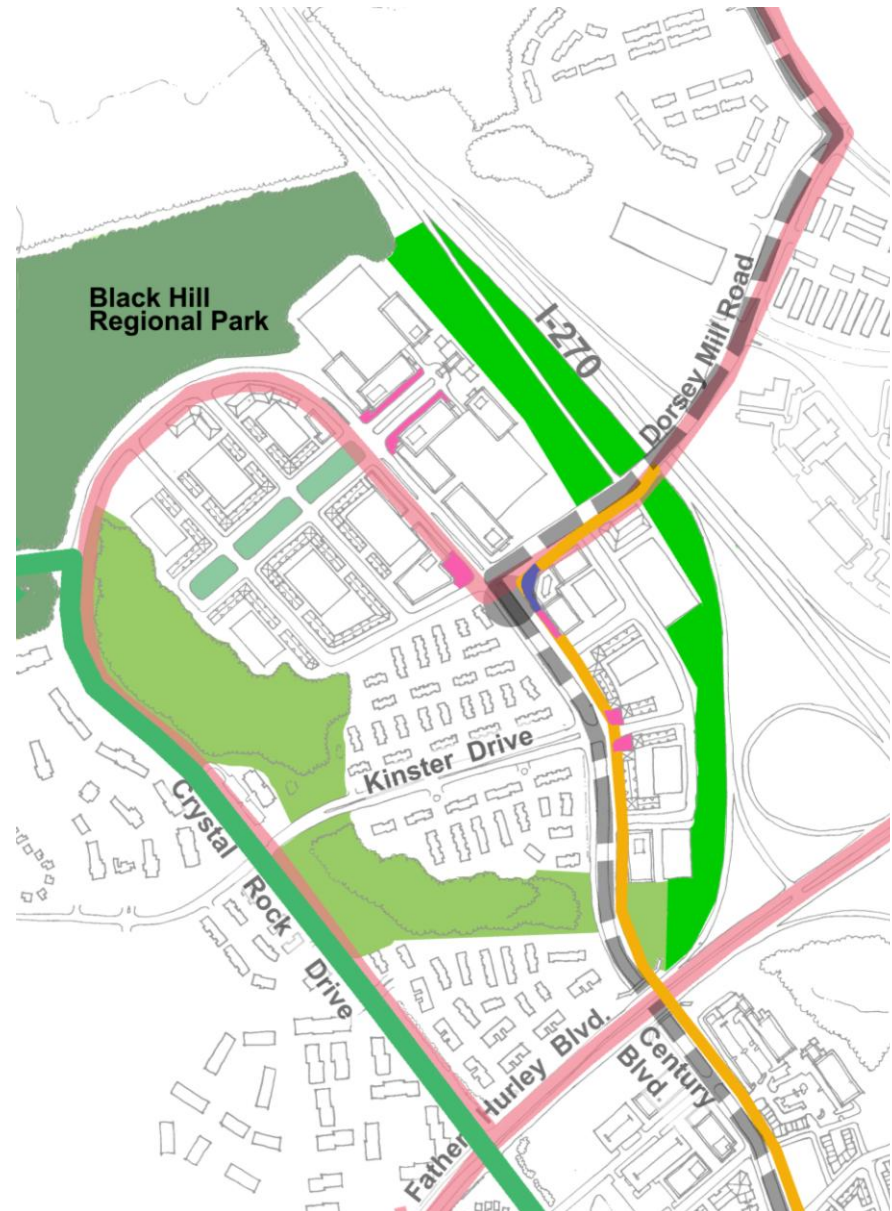 Black Hill
Regional Park
I-270
Dorsey Mill Road
Kinster Drive
Crystal Rock Drive
Father Hurley Blvd.
Century
Blvd.